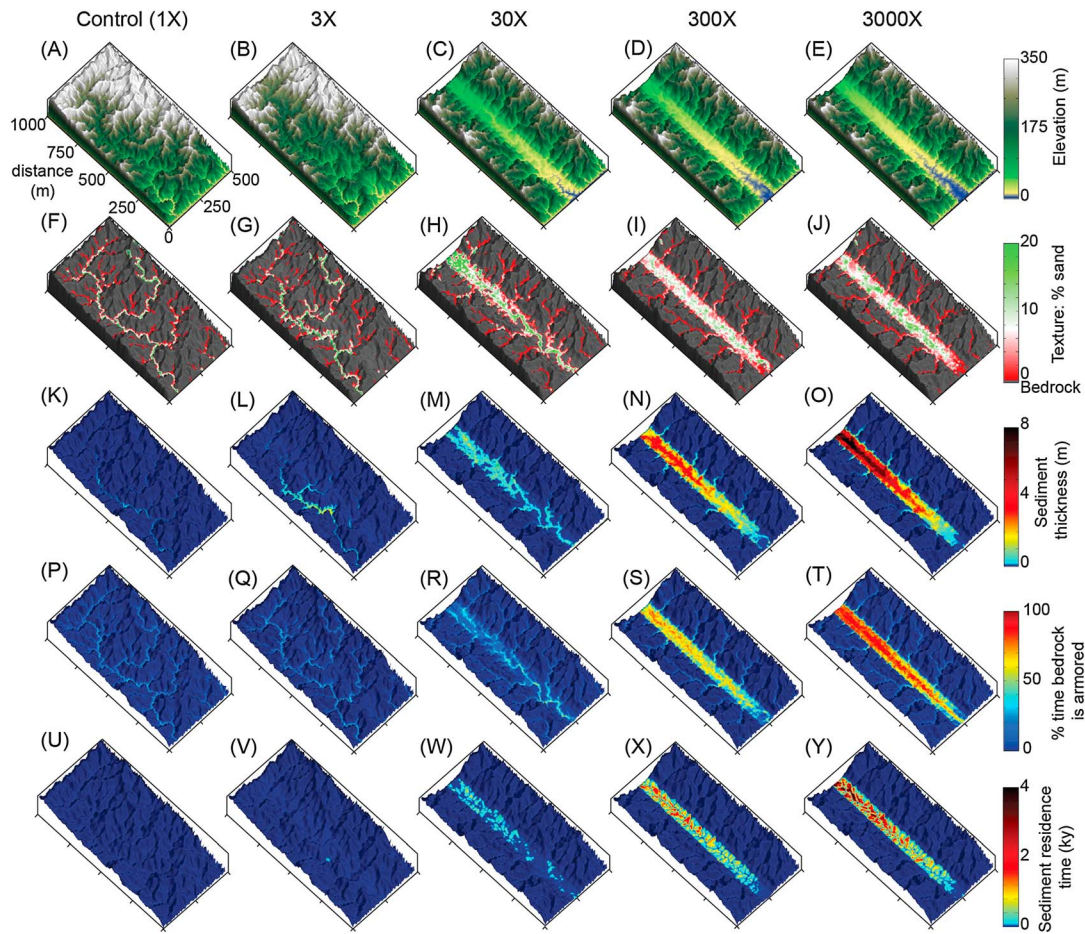 Control (1X) 3X 30X 300X 3000X
(A) (B) (C) (D) (E)
350
175
0
Elevation (m)
1000
750
distance
(m)
500
250
0
250
500
(F) (G) (H) (I) (J)
20
10
0
Bedrock
Texture: % sand
(K) (L) (M) (N) (O)
8
4
0
Sediment
thickness (m)
(P) (Q) (R) (S) (T)
100
50
0
% time bedrock
is armored
(U) (V) (W) (X) (Y)
4
2
0
Sediment residence
time (ky)